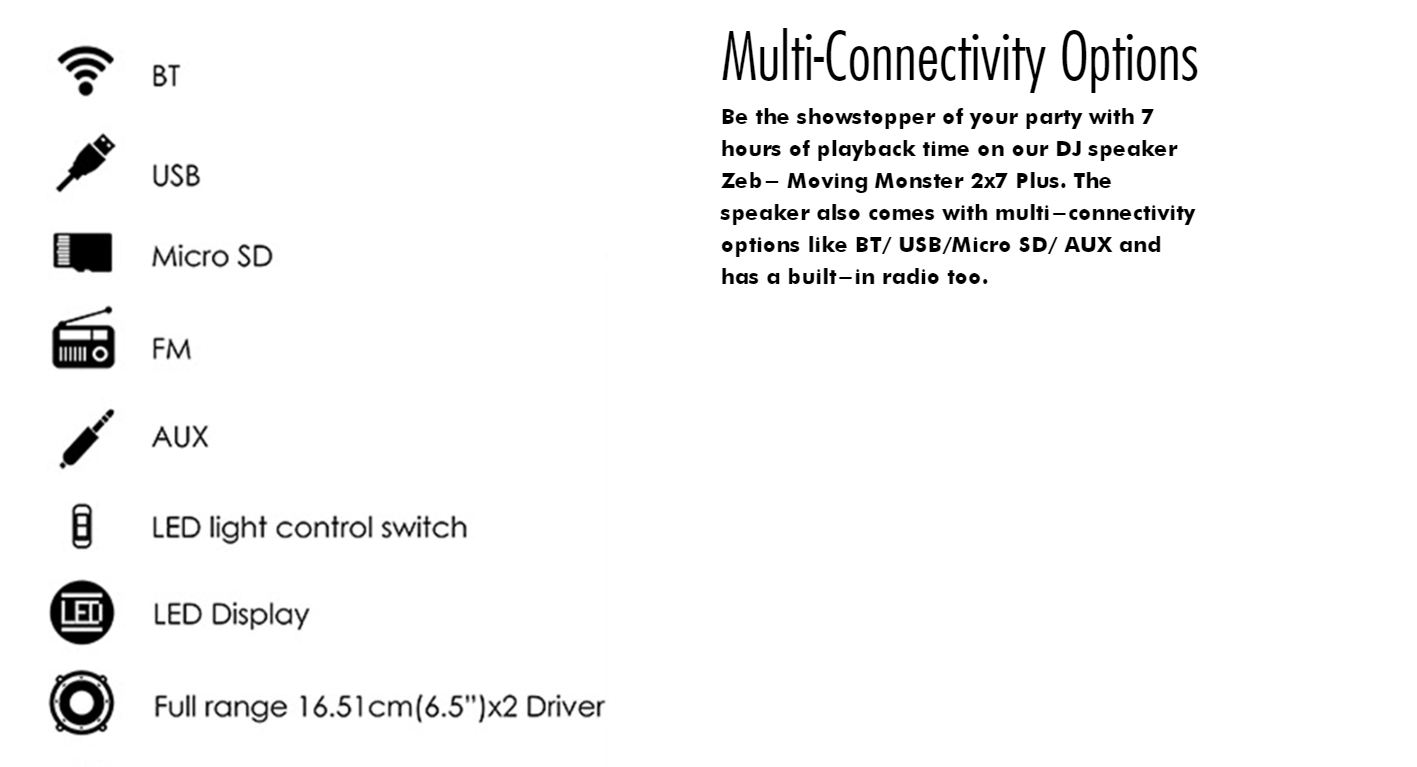 BT
USB
Micro SD
FM
AUX
LED light control switch
LED
LED Display
Full range 16.51cm(6.5”)x2 Driver
Multi-Connectivity Options
Be the showstopper of your party with 7
hours of playback time on our DJ speaker
Zeb– Moving Monster 2x7 Plus. The
speaker also comes with multi–connectivity
options like BT/ USB/Micro SD/ AUX and
has a built–in radio too.